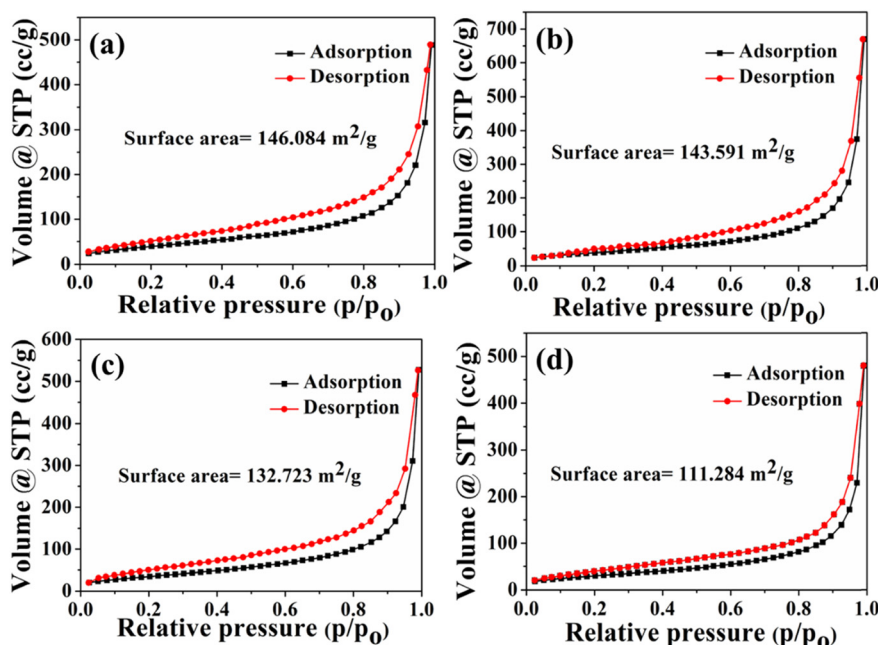 (a)
Adsorption
Desorption
Surface area= 146.084 m²/g
Volume @ STP (cc/g)
500
400
300
200
100
0
0.0 0.2 0.4 0.6 0.8 1.0
Relative pressure (p/pₒ)
(b)
Adsorption
Desorption
Surface area= 143.591 m²/g
Volume @ STP (cc/g)
700
600
500
400
300
200
100
0
0.0 0.2 0.4 0.6 0.8 1.0
Relative pressure (p/pₒ)
(c)
Adsorption
Desorption
Surface area= 132.723 m²/g
Volume @ STP (cc/g)
600
500
400
300
200
100
0
0.0 0.2 0.4 0.6 0.8 1.0
Relative pressure (p/pₒ)
(d)
Adsorption
Desorption
Surface area= 111.284 m²/g
Volume @ STP (cc/g)
500
400
300
200
100
0
0.0 0.2 0.4 0.6 0.8 1.0
Relative pressure (p/pₒ)